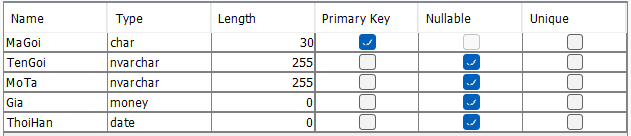 Name Type Length Primary Key Nullable Unique
MaGoi char 30
TenGoi nvarchar 255
MoTa nvarchar 255
Gia money 0
ThoiHan date 0